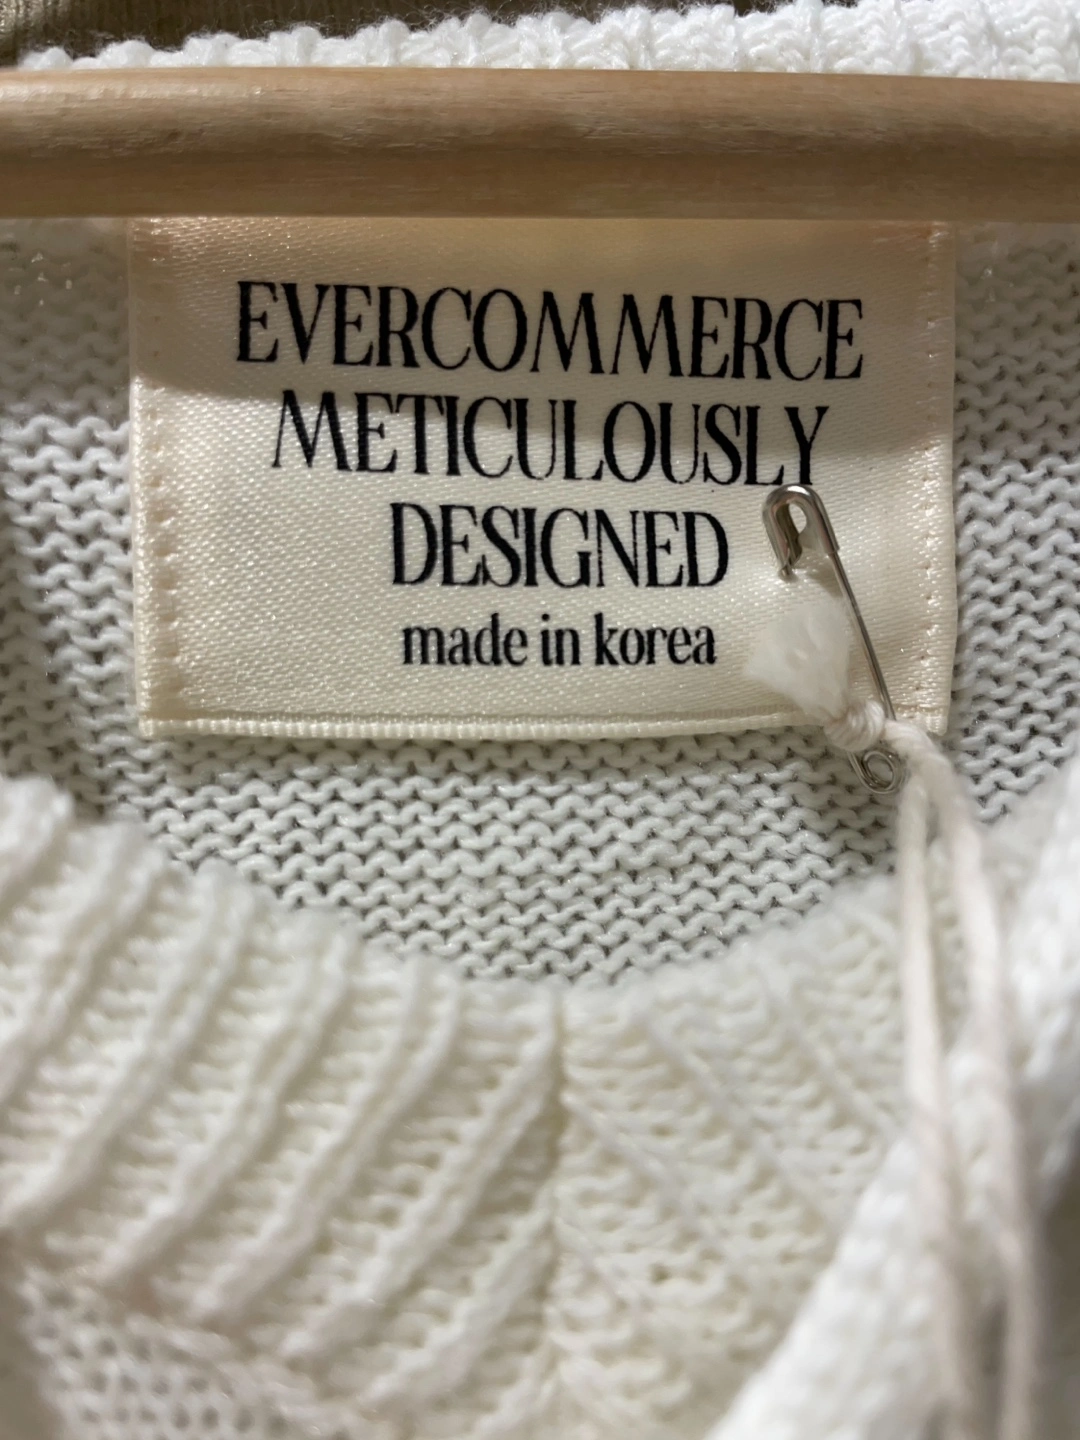 EVERCOMMERCE
METICULOUSLY
DESIGNED
made in korea